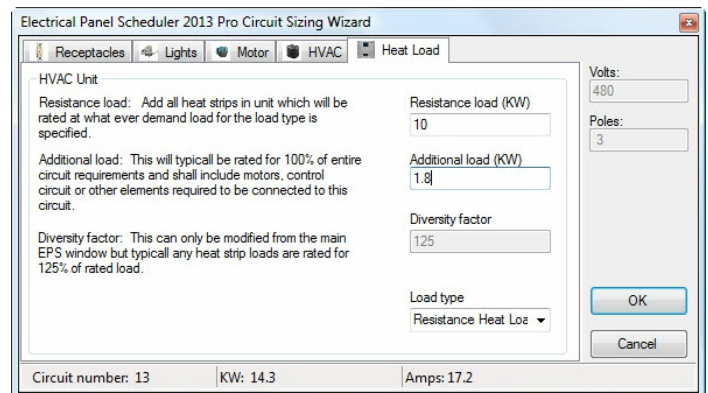 Electrical Panel Scheduler 2013 Pro Circuit Sizing Wizard
Receptacles Lights Motor HVAC Heat Load
HVAC Unit
Resistance load: Add all heat strips in unit which will be
rated at what ever demand load for the load type is
specified.
Resistance load (KW)
10
Additional load: This will typicall be rated for 100% of entire
circuit requirements and shall include motors, control
circuit or other elements required to be connected to this
circuit.
Additional load (KW)
1.8
Diversity factor: This can only be modified from the main
EPS window but typicall any heat strip loads are rated for
125% of rated load.
Diversity factor
125
Load type
Resistance Heat Loa
Volts:
480
Poles:
3
OK
Cancel
Circuit number: 13 KW: 14.3 Amps: 17.2